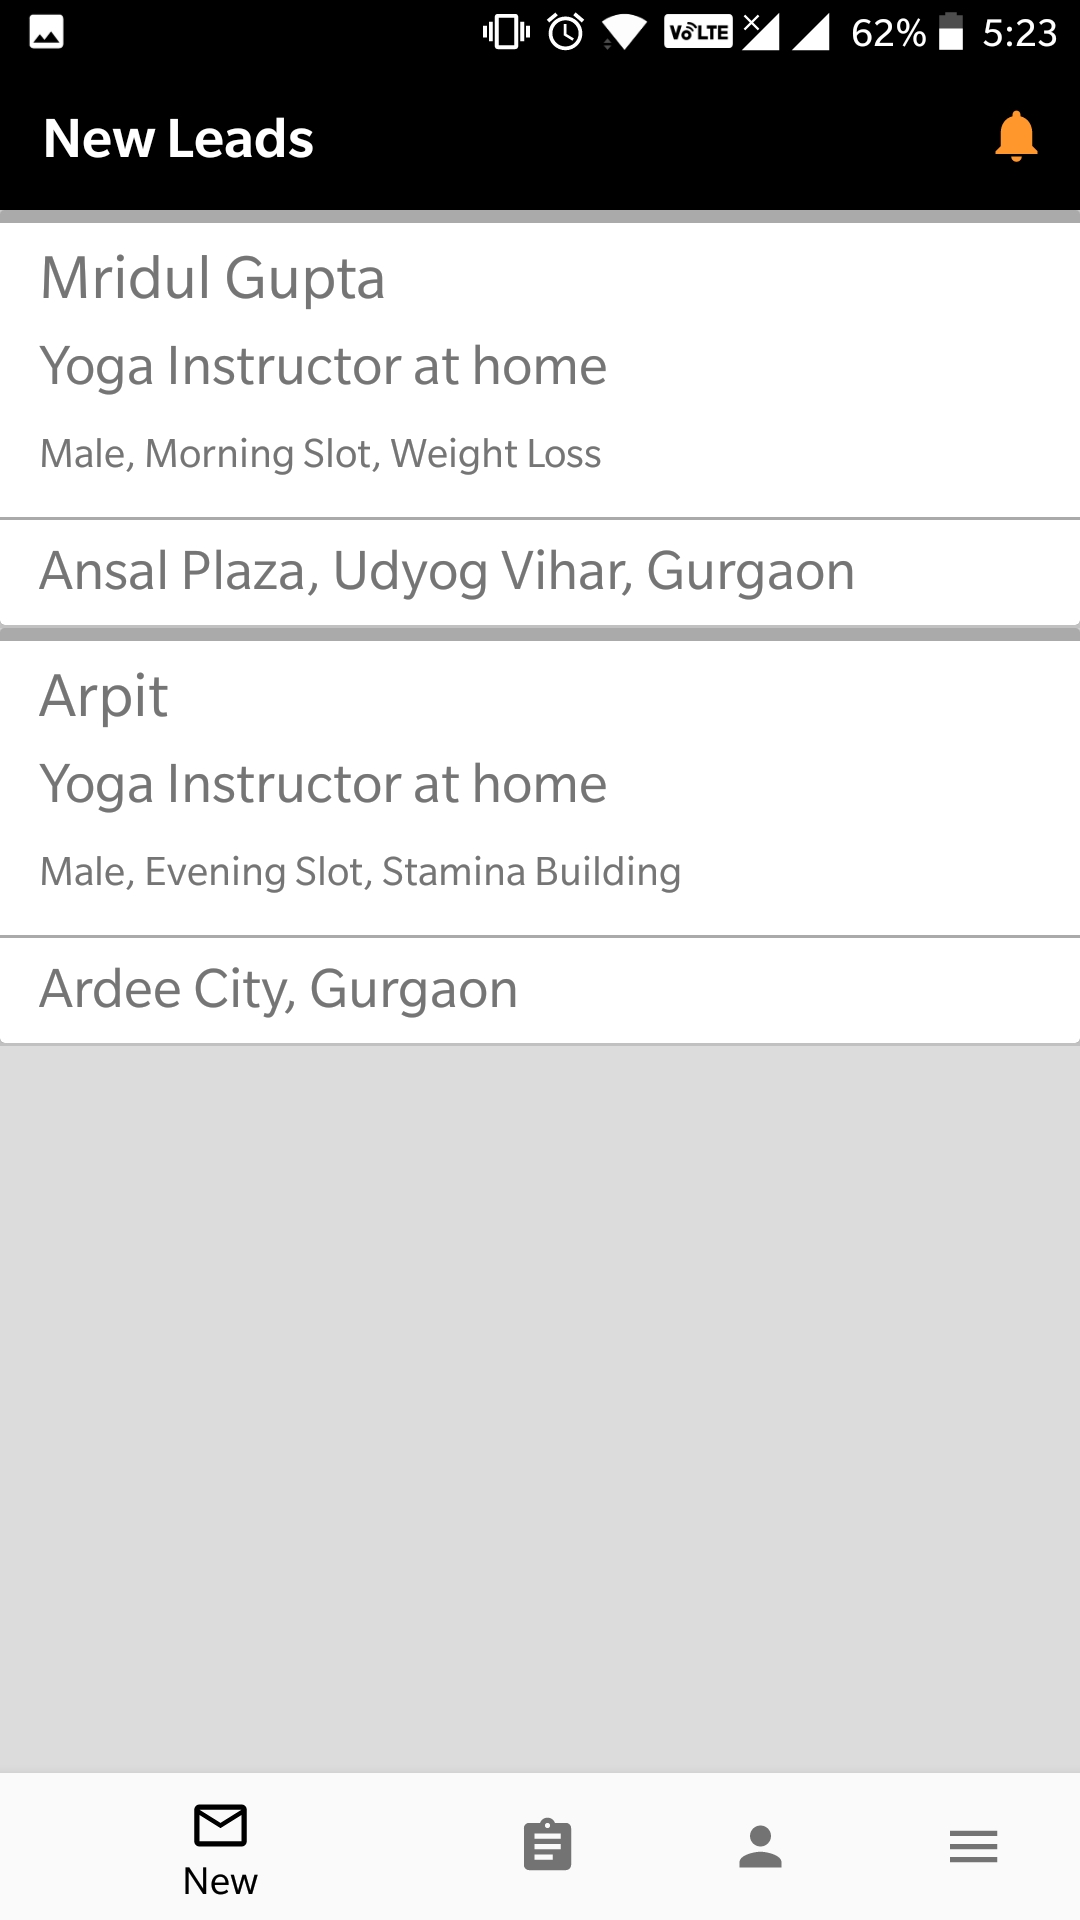 VoLTE 62% 5:23
New Leads
Mridul Gupta
Yoga Instructor at home
Male, Morning Slot, Weight Loss
Ansal Plaza, Udyog Vihar, Gurgaon
Arpit
Yoga Instructor at home
Male, Evening Slot, Stamina Building
Ardee City, Gurgaon
New